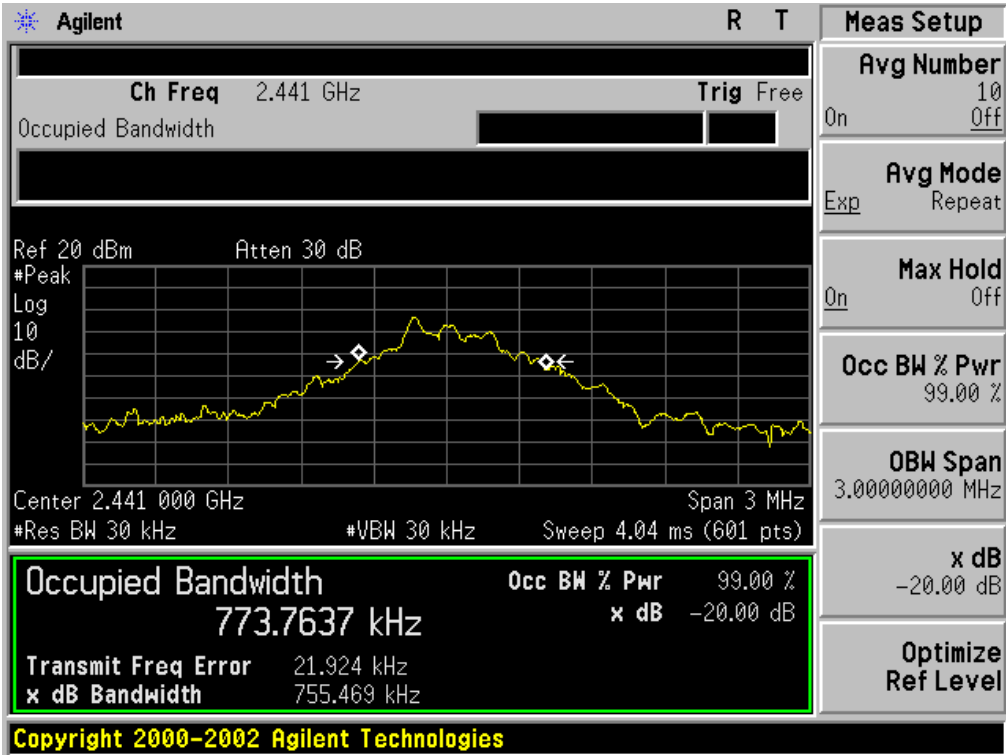 Agilent R T
Meas Setup
Ch Freq 2.441 GHz Trig Free
Occupied Bandwidth
Ref 20 dBm Atten 30 dB
#Peak
Log
10
dB/
Center 2.441 000 GHz Span 3 MHz
#Res BW 30 kHz #VBW 30 kHz Sweep 4.04 ms (601 pts)
Occupied Bandwidth
773.7637 kHz
Occ BW % Pwr 99.00 %
x dB -20.00 dB
Transmit Freq Error 21.924 kHz
x dB Bandwidth 755.469 kHz
Avg Number
10
On Off
Avg Mode
Exp Repeat
Max Hold
On Off
Occ BW % Pwr
99.00 %
OBW Span
3.00000000 MHz
x dB
-20.00 dB
Optimize
Ref Level
Copyright 2000-2002 Agilent Technologies